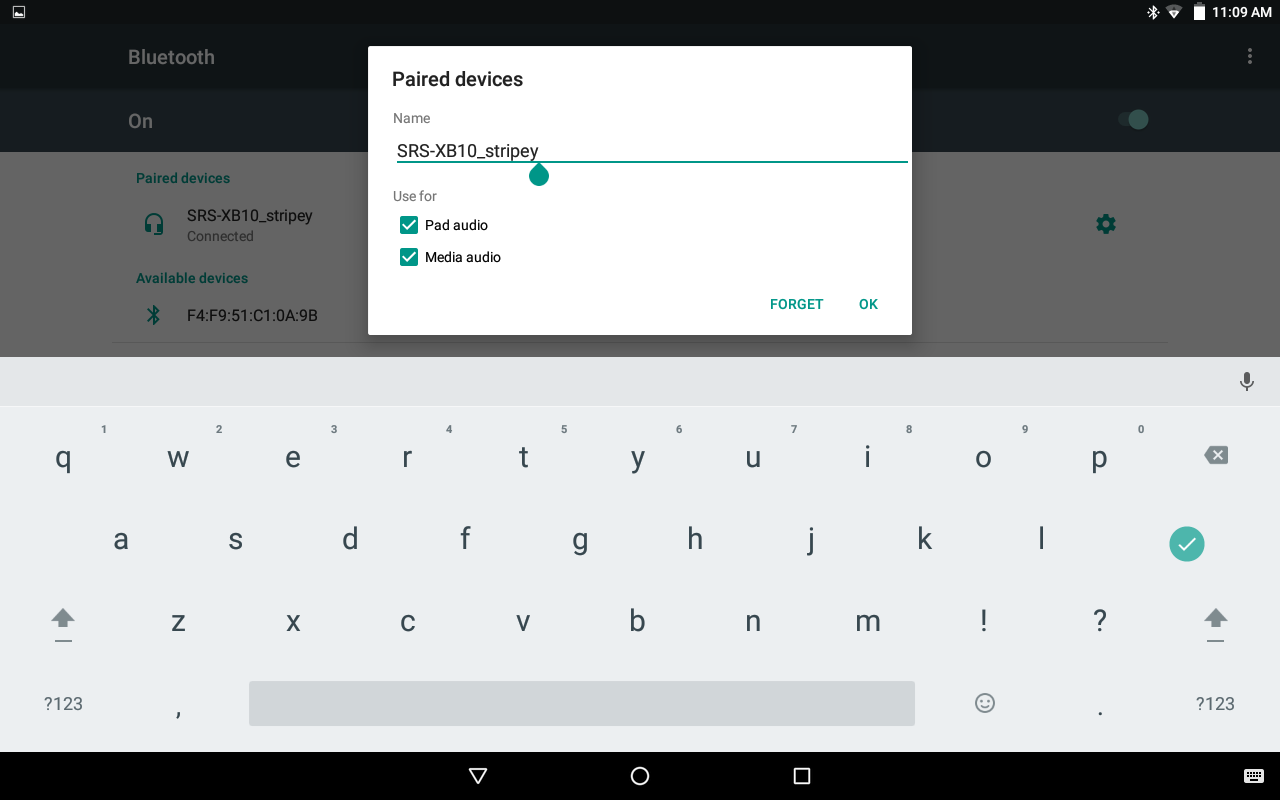 11:09 AM
Bluetooth
On
Paired devices
SRS-XB10_stripey
Connected
Available devices
F4:F9:51:C1:0A:9B
Paired devices
Name
SRS-XB10_stripey
Use for
Pad audio
Media audio
FORGET OK
1 2 3 4 5 6 7 8 9 0
q w e r t y u i o p
a s d f g h j k l
z x c v b n m ! ?
?123 , . ?123